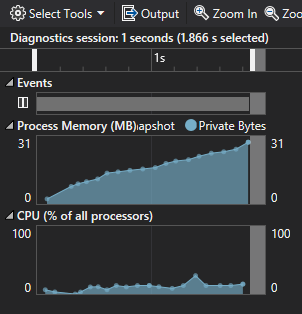 Select Tools Output Zoom In Zoo
Diagnostics session: 1 seconds (1.866 s selected)
1s
Events
Process Memory (MB) apshot Private Bytes
31 31
0 0
CPU (% of all processors)
100 100
0 0